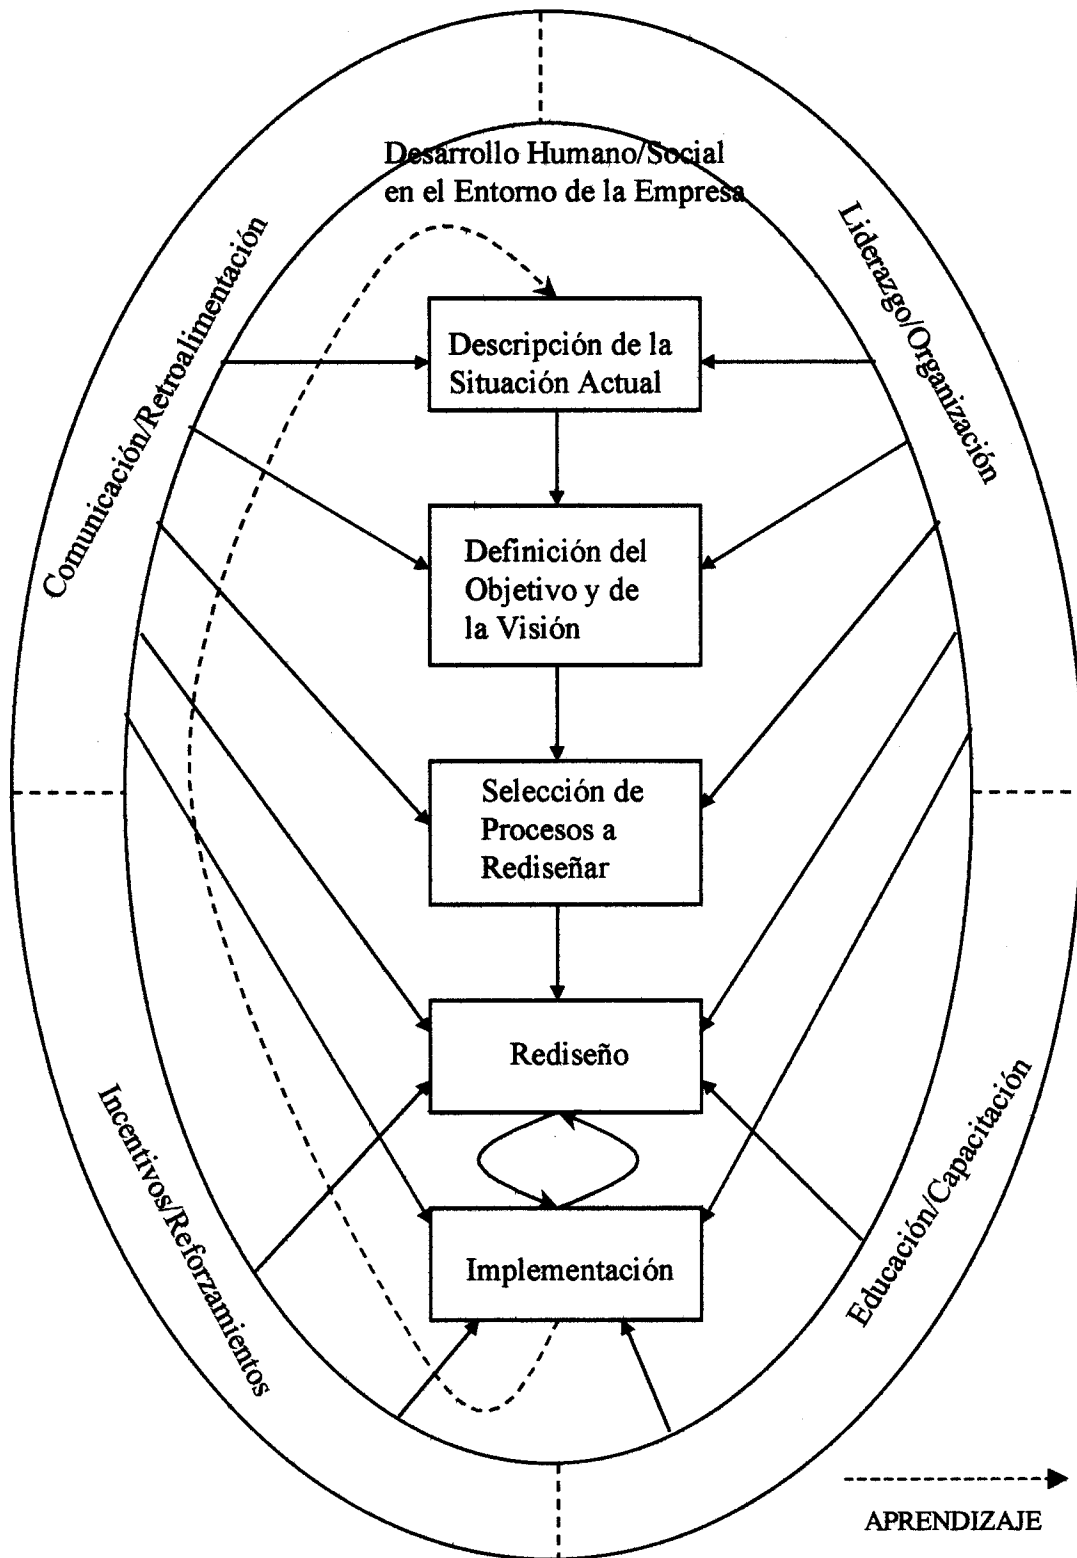 Desarrollo Humano/Social
en el Entorno de la Empresa
Comunicación/Retroalimentación
Liderazgo/Organización
Descripción de la
Situación Actual
Definición del
Objetivo y de
la Visión
Selección de
Procesos a
Rediseñar
Rediseño
Implementación
Incentivos/Reforzamientos
Educación/Capacitación
APRENDIZAJE